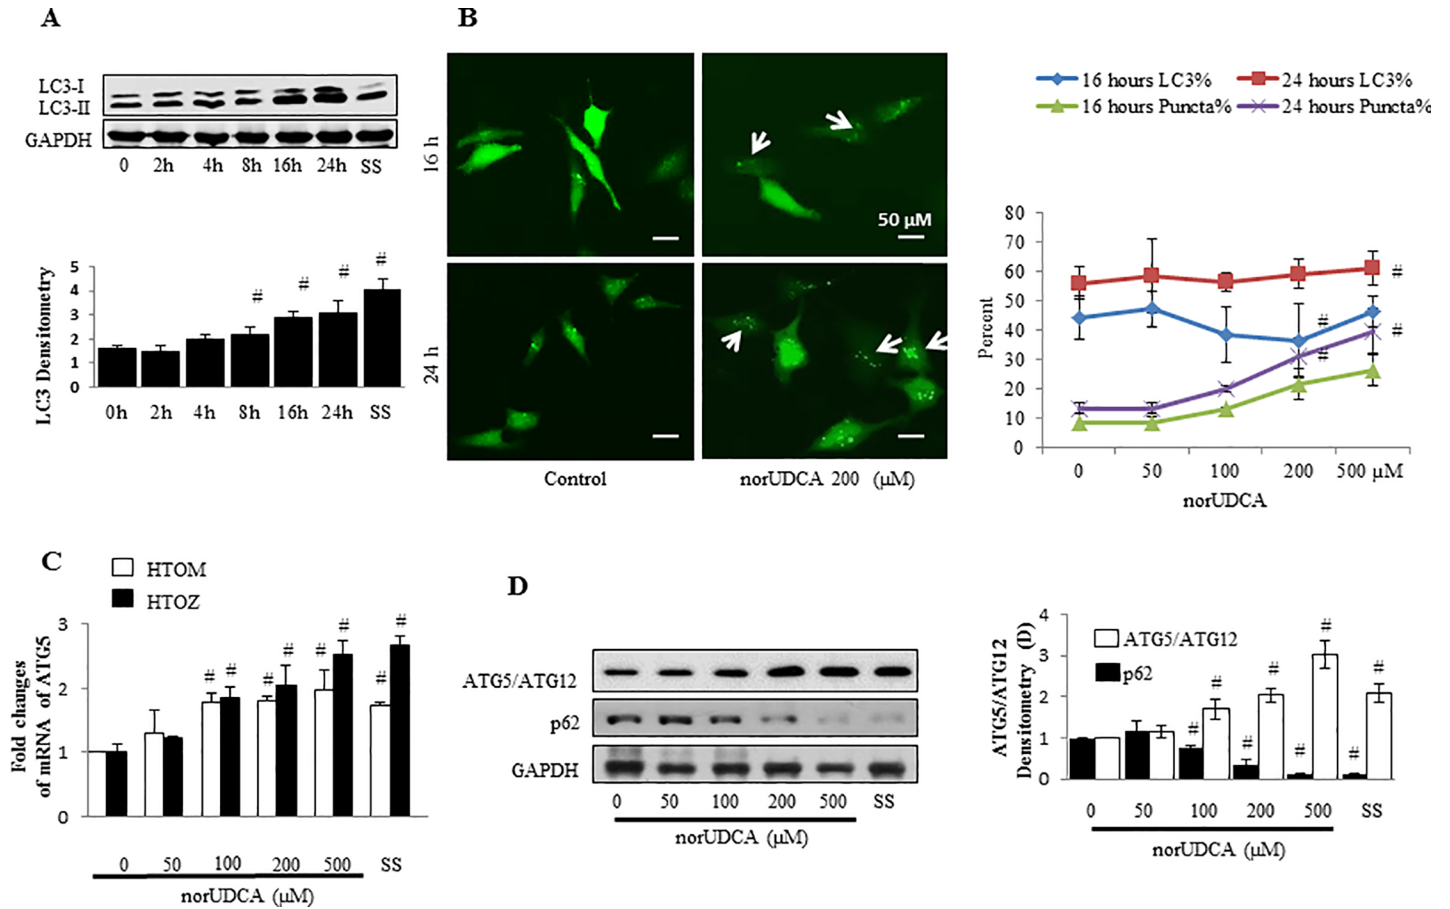 A
LC3-I
LC3-II
GAPDH
0 2h 4h 8h 16h 24h SS
LC3 Densitometry
5
4
3
2
1
0
# # # #
0h 2h 4h 8h 16h 24h SS
B
16 h
24 h
50 µM
Control
norUDCA 200 (µM)
16 hours LC3% 24 hours LC3%
16 hours Puncta% 24 hours Puncta%
Percent
80
70
60
50
40
30
20
10
0
#
#
#
#
0 50 100 200 500 µM
norUDCA
C
HTOM
HTOZ
Fold changes
of mRNA of ATG5
3
2
1
0
# # # # # # # #
0 50 100 200 500 SS
norUDCA (µM)
D
ATG5/ATG12
p62
GAPDH
0 50 100 200 500 SS
norUDCA (µM)
ATG5/ATG12
Densitometry (D)
4
3
2
1
0
ATG5/ATG12
p62
# # # # # # # #
0 50 100 200 500 SS
norUDCA (µM)